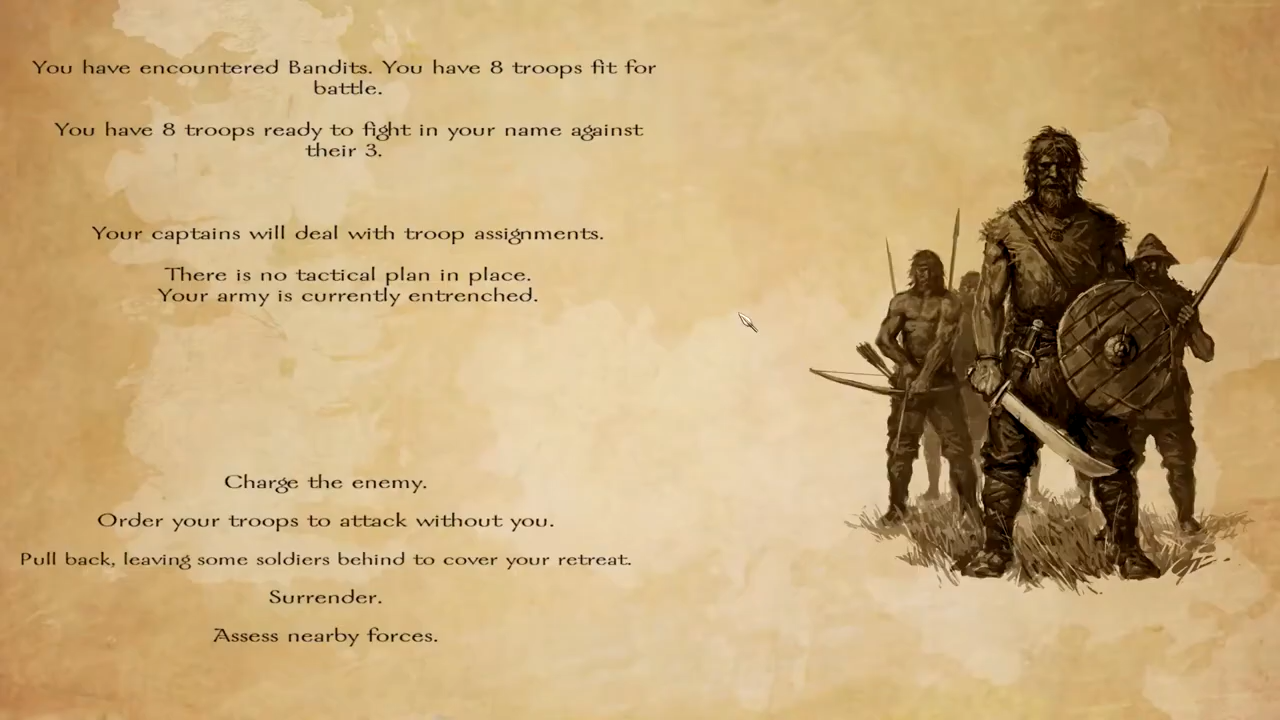 You have encountered Bandits. You have 8 troops fit for
battle.
You have 8 troops ready to fight in your name against
their 3.
Your captains will deal with troop assignments.
There is no tactical plan in place.
Your army is currently entrenched.
Charge the enemy.
Order your troops to attack without you.
Pull back, leaving some soldiers behind to cover your retreat.
Surrender.
Assess nearby forces.